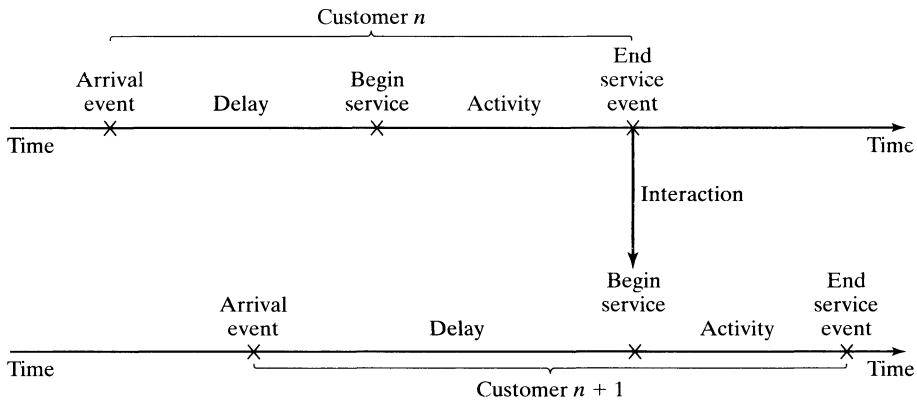 Customer n
Arrival event
Delay
Begin service
Activity
End service event
Time
Time
Interaction
Arrival event
Delay
Begin service
Activity
End service event
Time
Time
Customer n + 1